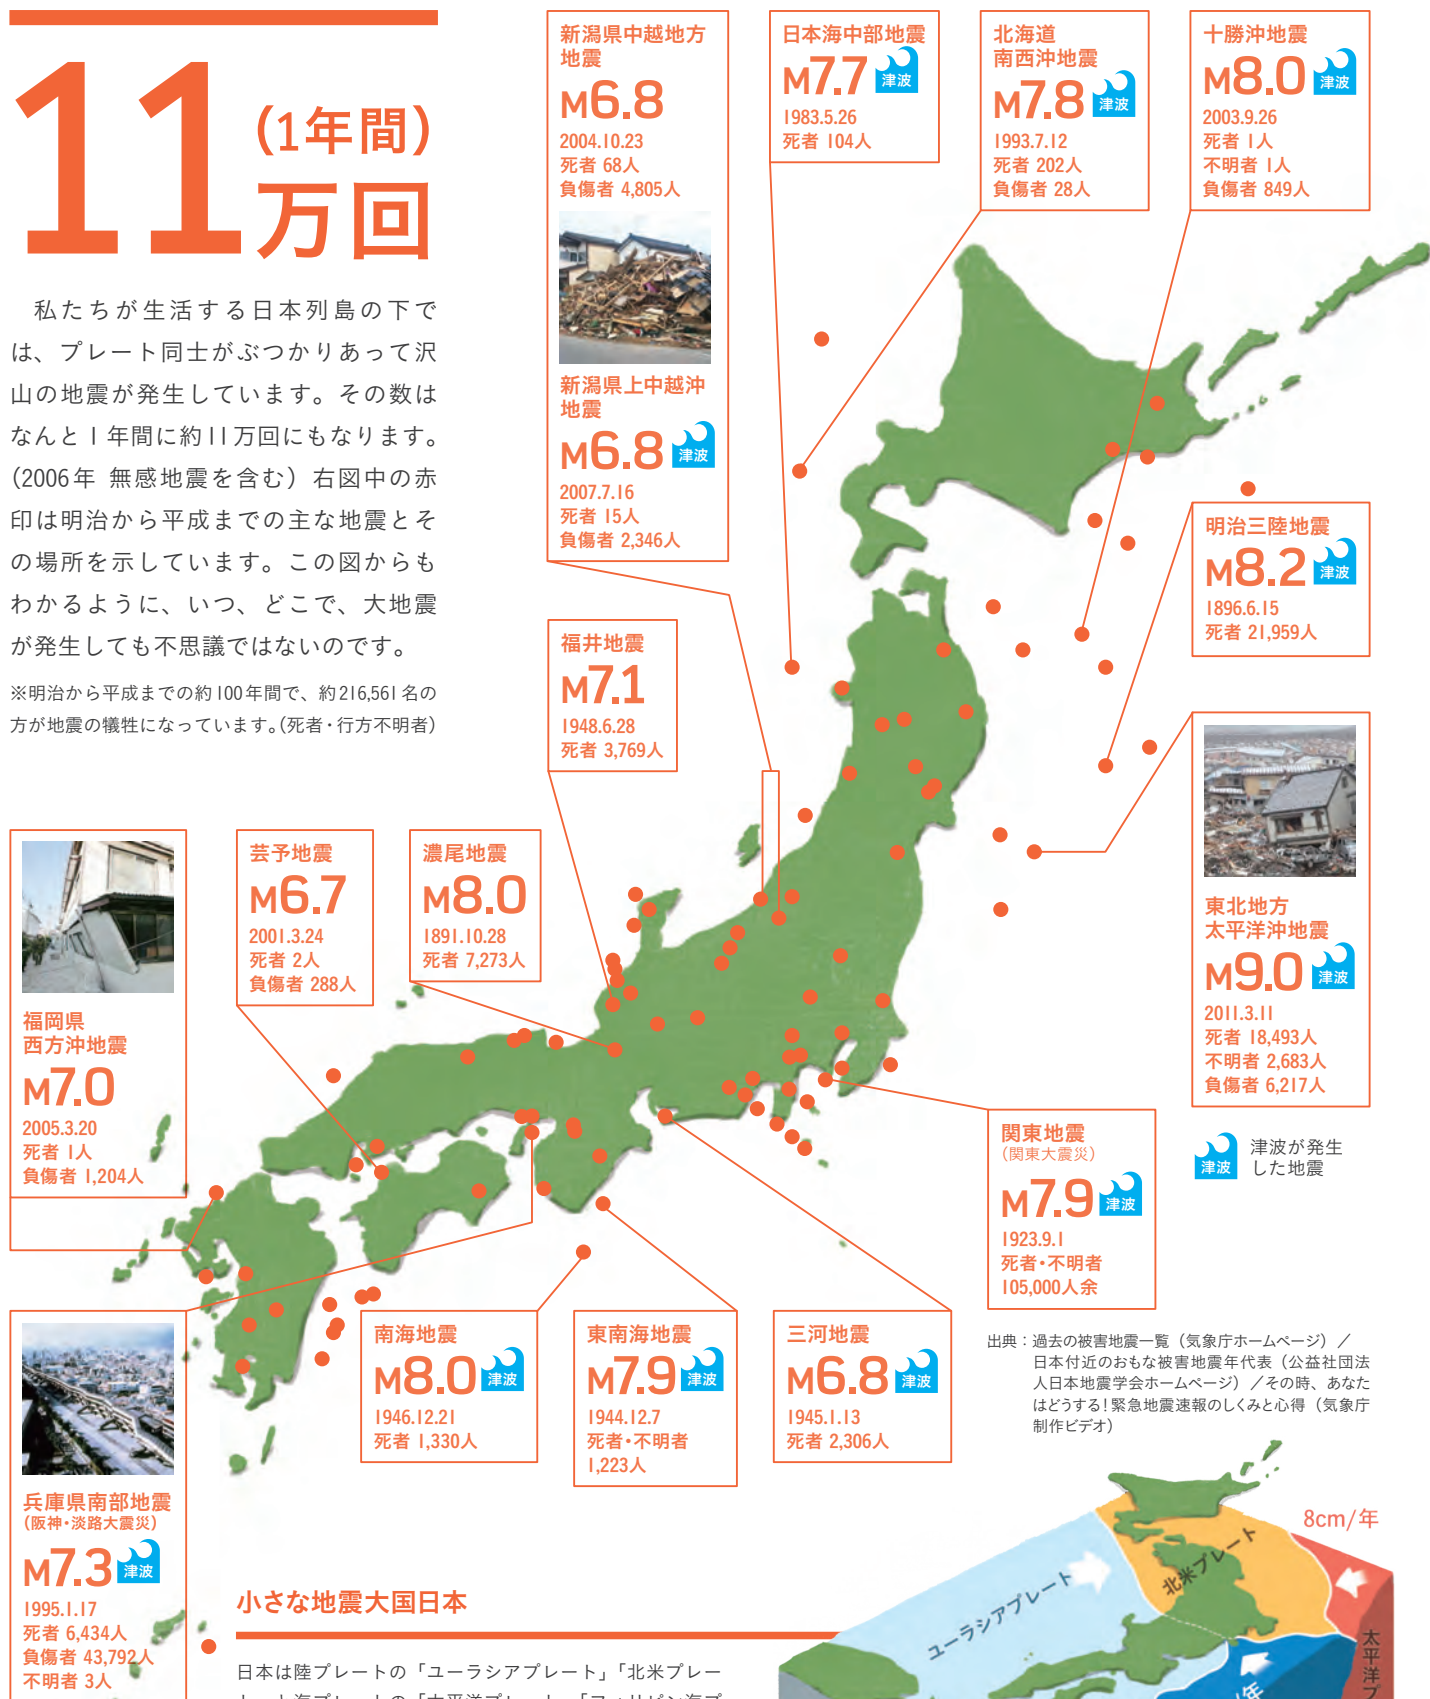 11
(1年間)
万回
私たちが生活する日本列島の下で
は、プレート同士がぶつかりあって沢
山の地震が発生しています。その数は
なんと1年間に約11万回にもなります。
(2006年 無感地震を含む) 右図中の赤
印は明治から平成までの主な地震とそ
の場所を示しています。この図からも
わかるように、いつ、どこで、大地震
が発生しても不思議ではないのです。
※明治から平成までの約100年間で、約216,561名の
方が地震の犠牲になっています。(死者・行方不明者)
新潟県中越地方
地震
M6.8
2004.10.23
死者 68人
負傷者 4,805人
新潟県上中越沖
地震
M6.8 津波
2007.7.16
死者 15人
負傷者 2,346人
日本海中部地震
M7.7 津波
1983.5.26
死者 104人
北海道
南西沖地震
M7.8 津波
1993.7.12
死者 202人
負傷者 28人
十勝沖地震
M8.0 津波
2003.9.26
死者 1人
不明者 1人
負傷者 849人
明治三陸地震
M8.2 津波
1896.6.15
死者 21,959人
福井地震
M7.1
1948.6.28
死者 3,769人
東北地方
太平洋沖地震
M9.0 津波
2011.3.11
死者 18,493人
不明者 2,683人
負傷者 6,217人
津波
津波が発生
した地震
福岡県
西方沖地震
M7.0
2005.3.20
死者 1人
負傷者 1,204人
芸予地震
M6.7
2001.3.24
死者 2人
負傷者 288人
濃尾地震
M8.0
1891.10.28
死者 7,273人
関東地震
(関東大震災)
M7.9 津波
1923.9.1
死者・不明者
105,000人余
兵庫県南部地震
(阪神・淡路大震災)
M7.3 津波
1995.1.17
死者 6,434人
負傷者 43,792人
不明者 3人
南海地震
M8.0 津波
1946.12.21
死者 1,330人
東南海地震
M7.9 津波
1944.12.7
死者・不明者
1,223人
三河地震
M6.8 津波
1945.1.13
死者 2,306人
出典：過去の被害地震一覧（気象庁ホームページ）／
日本付近のおもな被害地震年代表（公益社団法
人日本地震学会ホームページ）／その時、あなた
はどうする！緊急地震速報のしくみと心得（気象庁
制作ビデオ）
小さな地震大国日本
日本は陸プレートの「ユーラシアプレート」「北米プレー
ト」と海プレートの「太平洋プレート」「フィリピン海プ
8cm/年
北米プレート
ユーラシアプレート
太平洋プ
/年